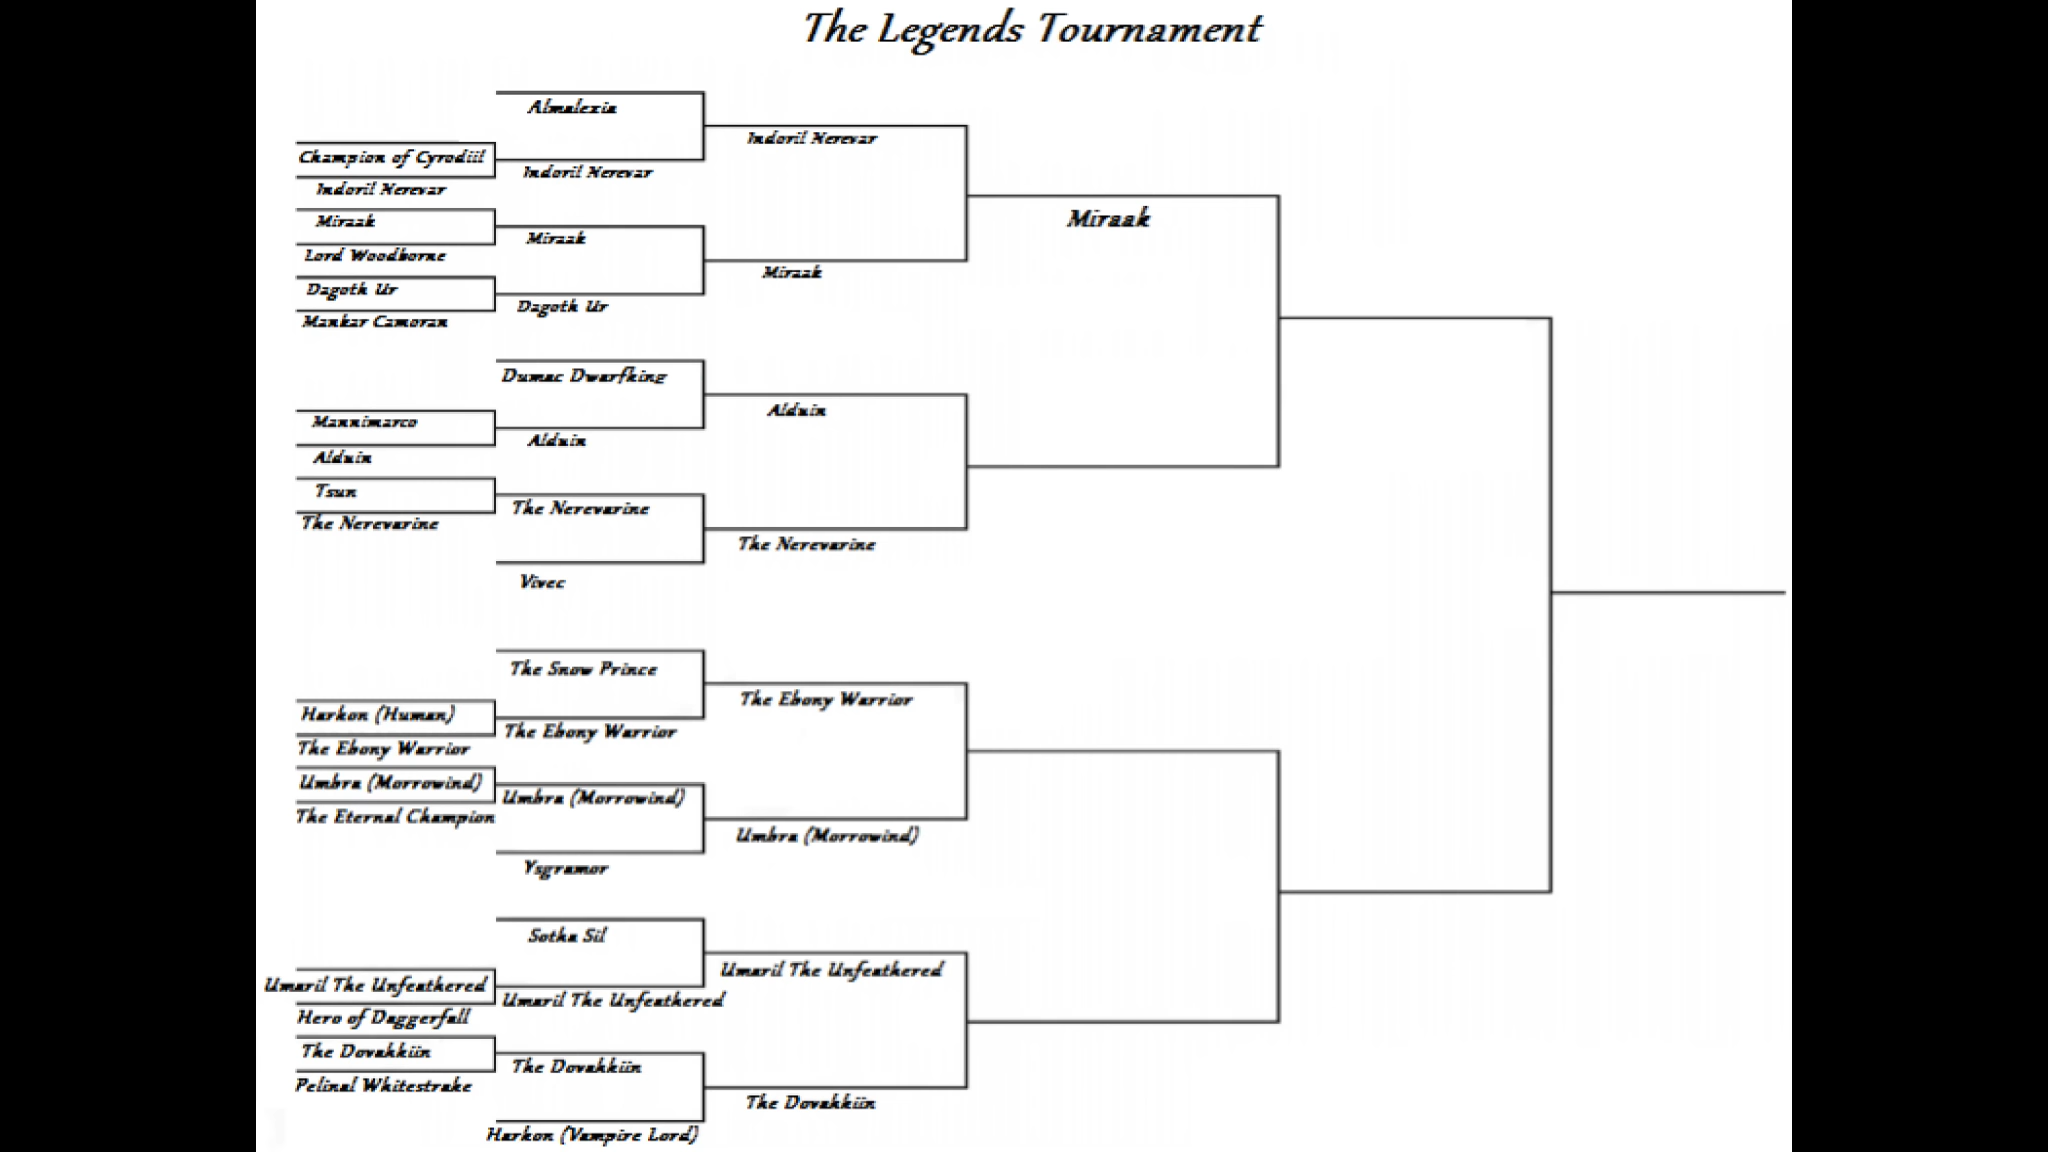 The Legends Tournament
Almalexia
Champion of Cyrodiil
Indoril Nerevar
Indoril Nerevar
Indoril Nerevar
Miraak
Lord Woodborne
Miraak
Dagoth Ur
Mankar Camoran
Dagoth Ur
Miraak
Miraak
Dumac Dwarfking
Mannimarco
Alduin
Alduin
Alduin
Tsun
The Nerevarine
The Nerevarine
Vivec
The Nerevarine
The Snow Prince
Harkon (Human)
The Ebony Warrior
The Ebony Warrior
The Ebony Warrior
Umbra (Morrowind)
The Eternal Champion
Umbra (Morrowind)
Ysgramor
Umbra (Morrowind)
Sotha Sil
Umaril The Unfeathered
Hero of Daggerfall
Umaril The Unfeathered
Umaril The Unfeathered
The Dovahkiin
Pelinal Whitestrake
The Dovahkiin
Harkon (Vampire Lord)
The Dovahkiin